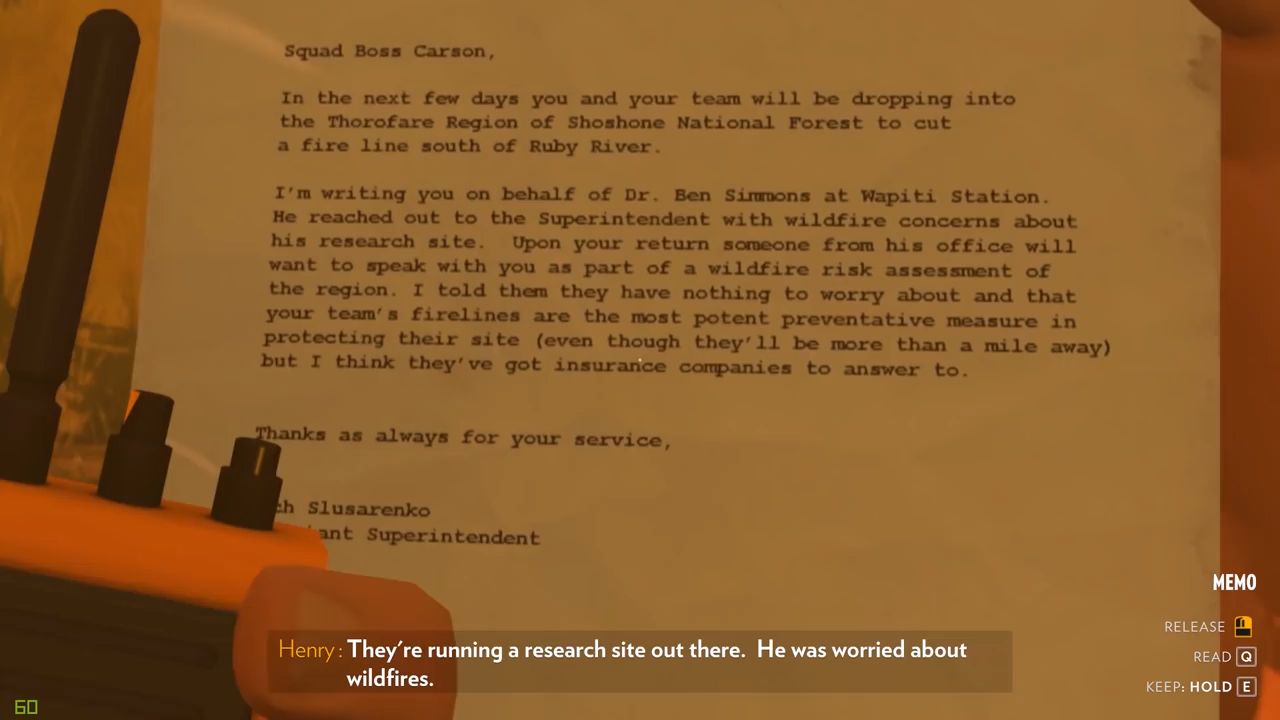 Squad Boss Carson,
In the next few days you and your team will be dropping into
the Thorofare Region of Shoshone National Forest to cut
a fire line south of Ruby River.
I'm writing you on behalf of Dr. Ben Simmons at Wapiti Station.
He reached out to the Superintendent with wildfire concerns about
his research site.  Upon your return someone from his office will
want to speak with you as part of a wildfire risk assessment of
the region. I told them they have nothing to worry about and that
your team's firelines are the most potent preventative measure in
protecting their site (even though they'll be more than a mile away)
but I think they've got insurance companies to answer to.
Thanks as always for your service,
Slusarenko
Superintendent
MEMO
RELEASE
READ Q
KEEP: HOLD E
Henry: They're running a research site out there.  He was worried about
wildfires.
60